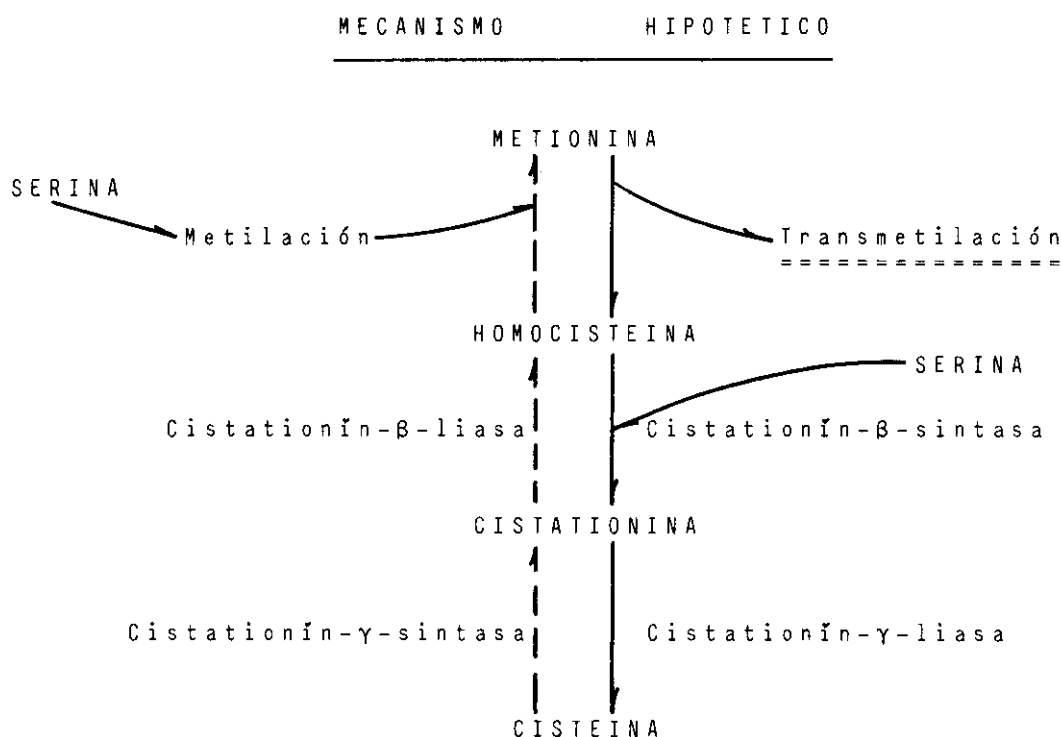 MECANISMO HIPOTETICO
METIONINA
SERINA
Metilación Transmetilación
HOMOCISTEINA
SERINA
Cistationín-β-liasa Cistationín-β-sintasa
CISTATIONINA
Cistationín-γ-sintasa Cistationín-γ-liasa
CISTEINA